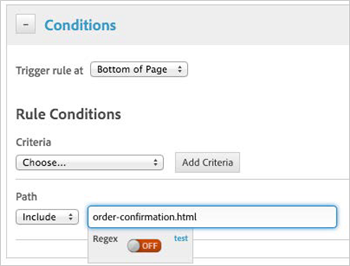 Conditions
Trigger rule at Bottom of Page
Rule Conditions
Criteria
Choose... Add Criteria
Path
Include order-confirmation.html
Regex OFF test